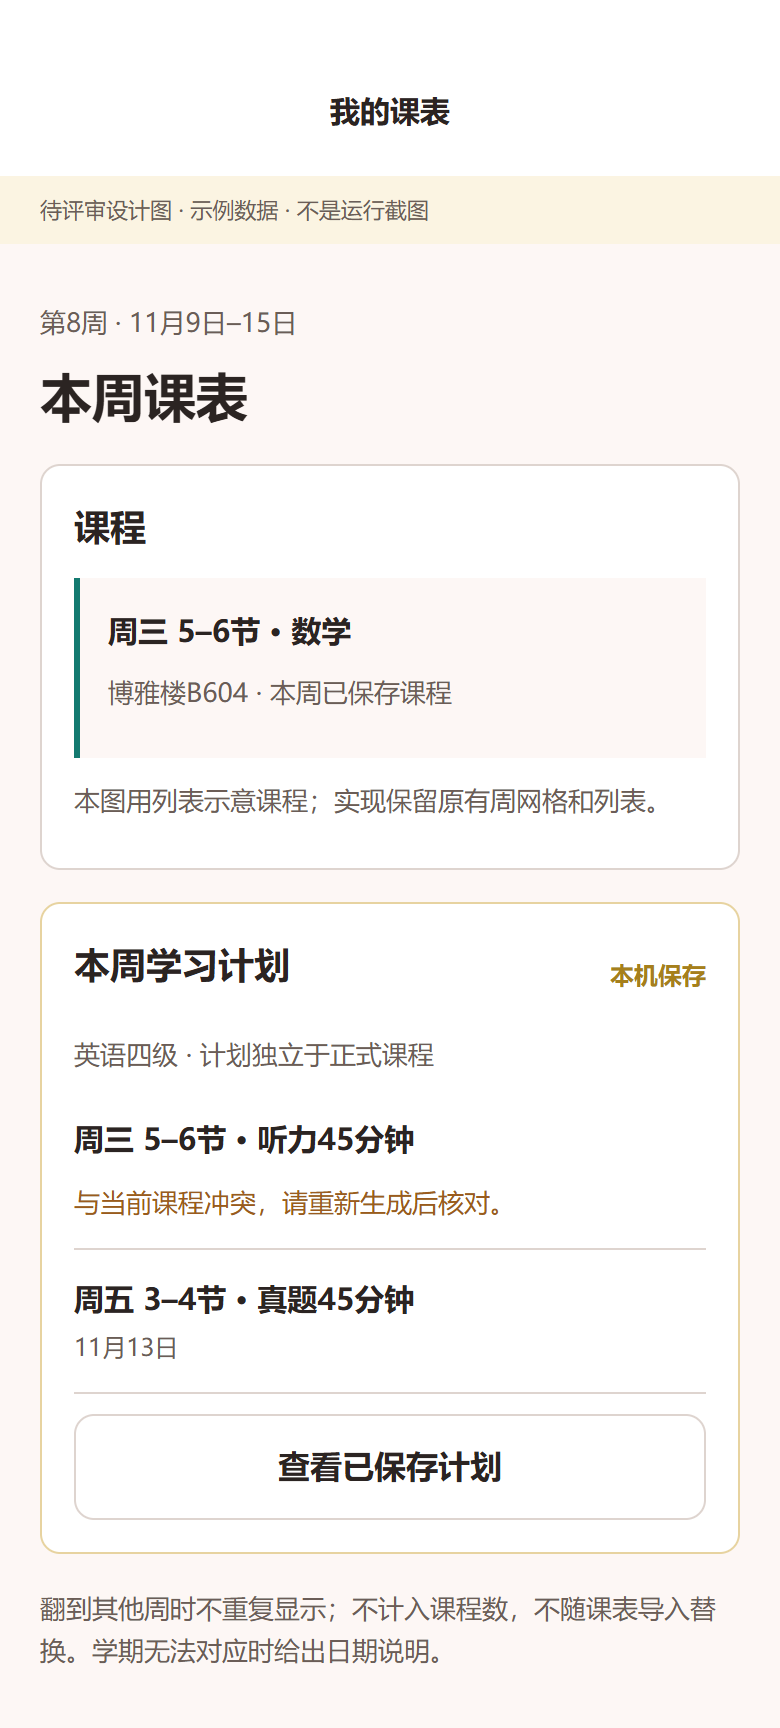 我的课表
待评审设计图 · 示例数据 · 不是运行截图
第8周 · 11月9日–15日
本周课表
课程
周三 5–6节 • 数学
博雅楼B604 · 本周已保存课程
本图用列表示意课程；实现保留原有周网格和列表。
本周学习计划
本机保存
英语四级 · 计划独立于正式课程
周三 5–6节 • 听力45分钟
与当前课程冲突，请重新生成后核对。
周五 3–4节 • 真题45分钟
11月13日
查看已保存计划
翻到其他周时不重复显示；不计入课程数，不随课表导入替
换。学期无法对应时给出日期说明。